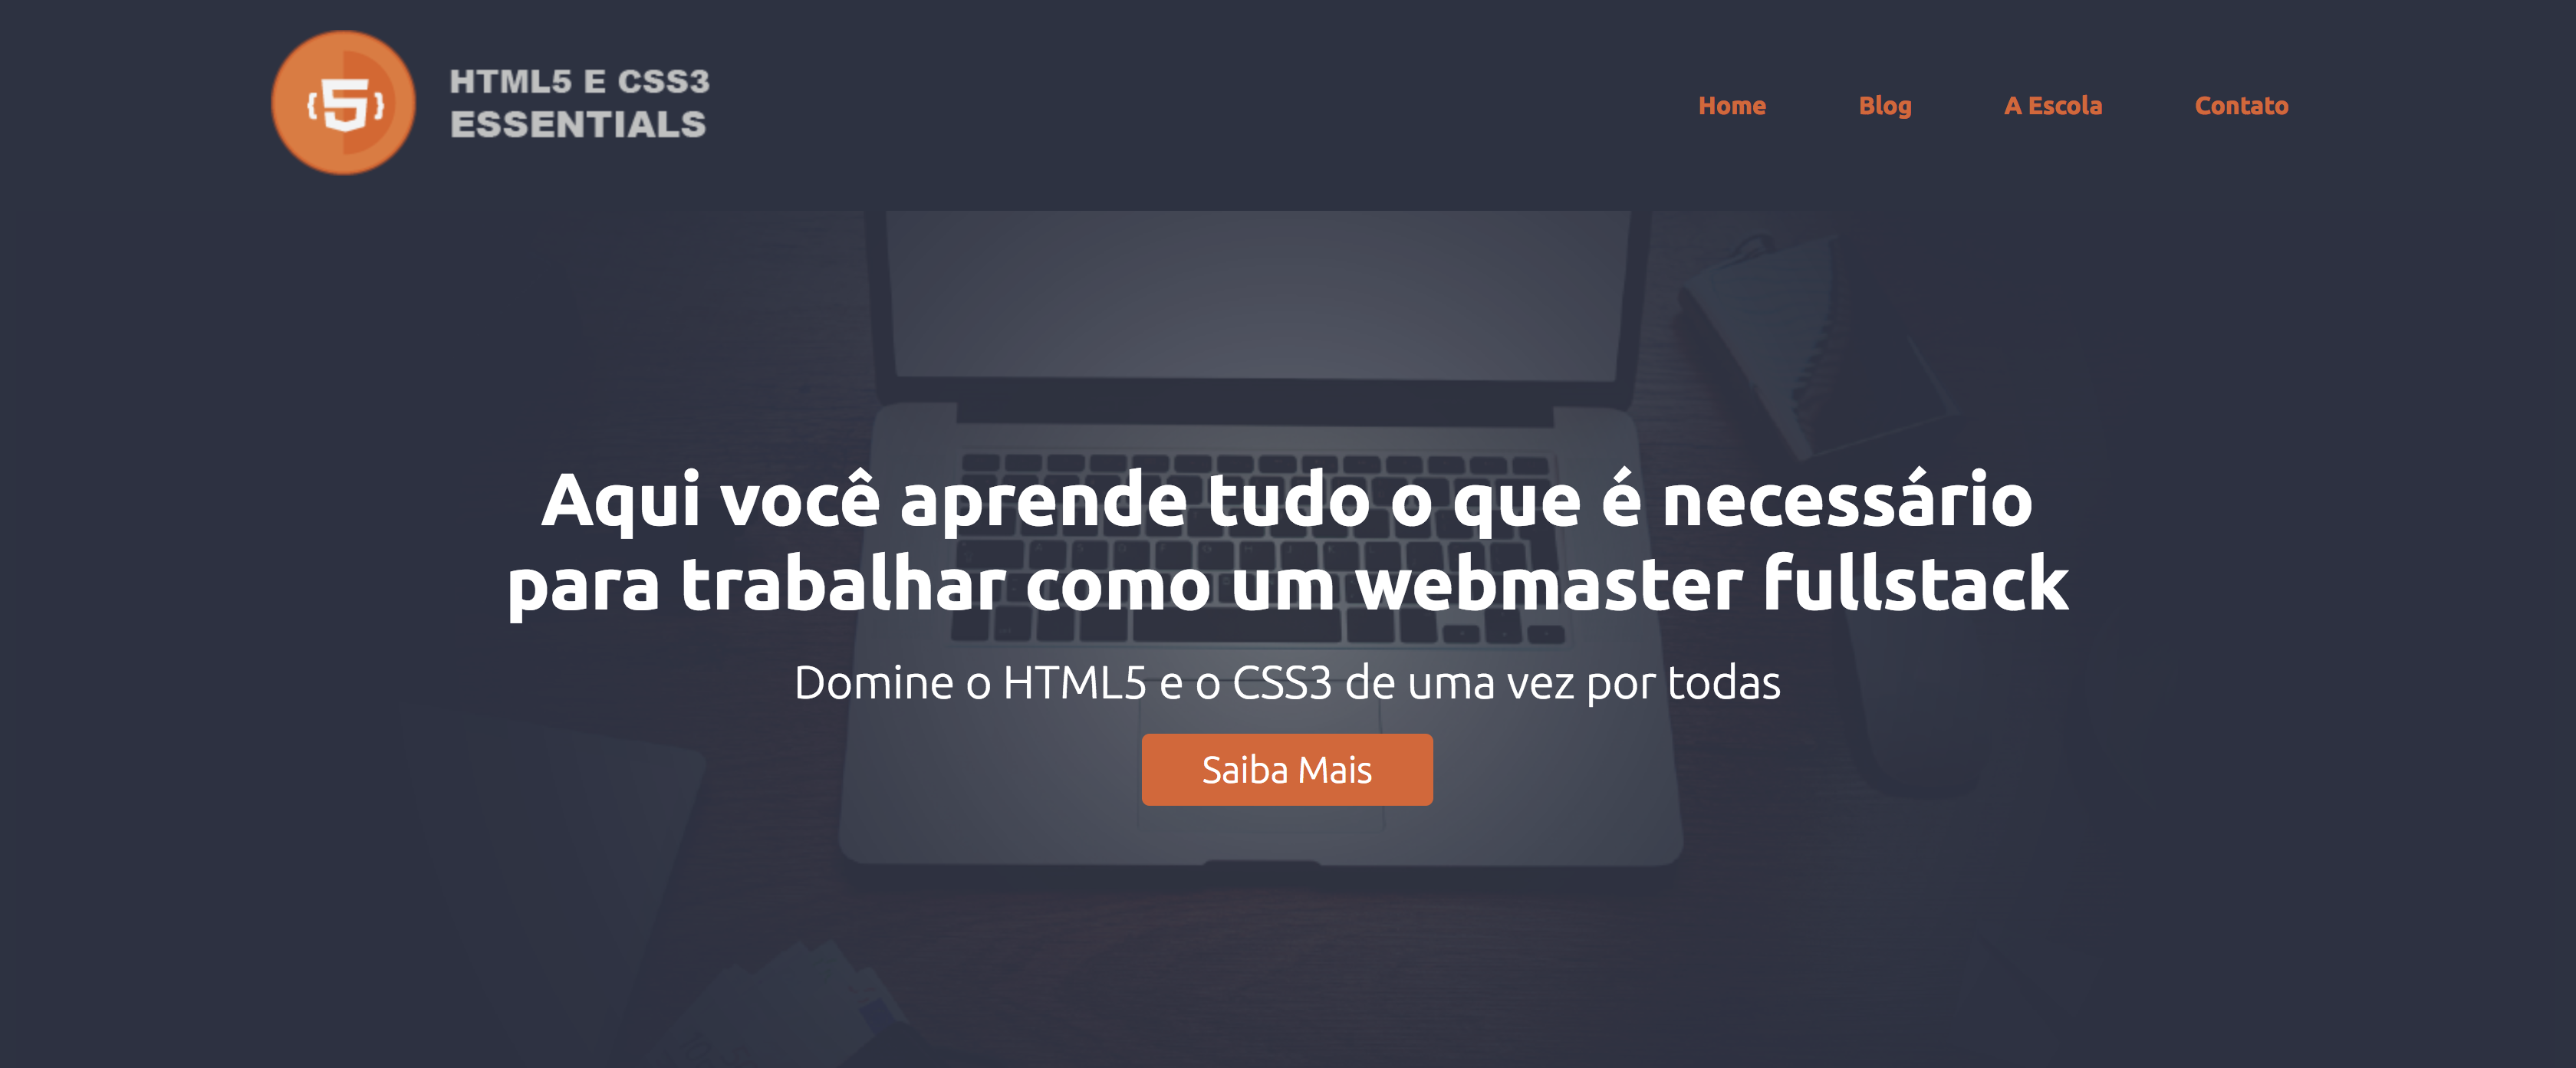 {5}
HTML5 E CSS3
ESSENTIALS
Home
Blog
A Escola
Contato
Aqui você aprende tudo o que é necessário
para trabalhar como um webmaster fullstack
Domine o HTML5 e o CSS3 de uma vez por todas
Saiba Mais